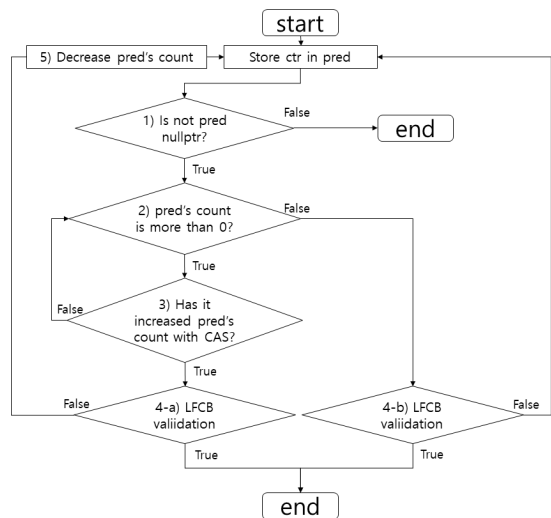 start
5) Decrease pred's count
Store ctr in pred
1) Is not pred
nullptr?
False
end
True
2) pred's count
is more than 0?
False
True
3) Has it
increased pred's
count with CAS?
False
True
4-a) LFCB
valiidation
False
True
4-b) LFCB
valiidation
False
True
end